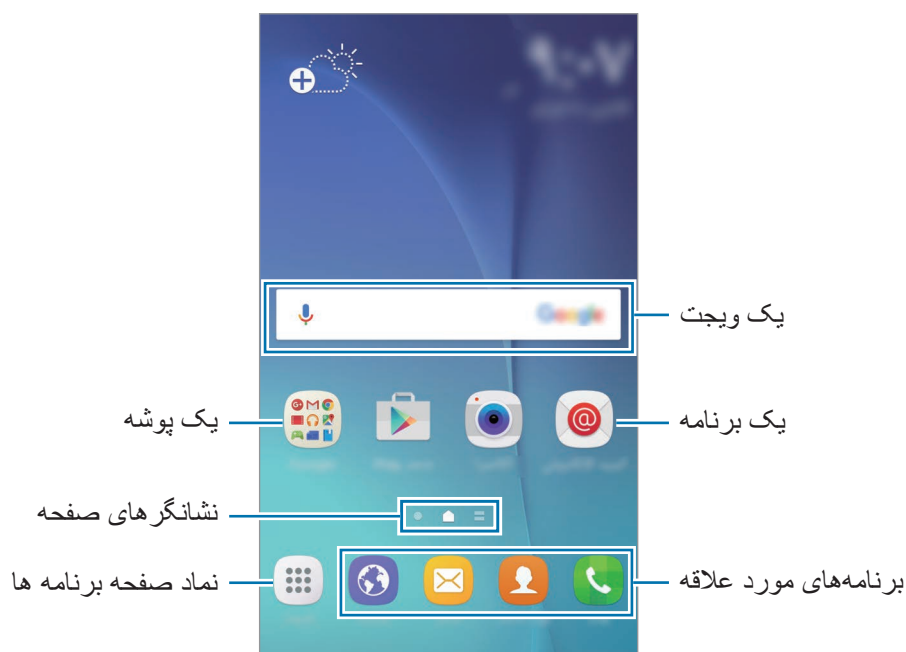 یک ویجت
یک برنامه
یک پوشه
نشانگرهای صفحه
برنامه‌های مورد علاقه
نماد صفحه برنامه ها